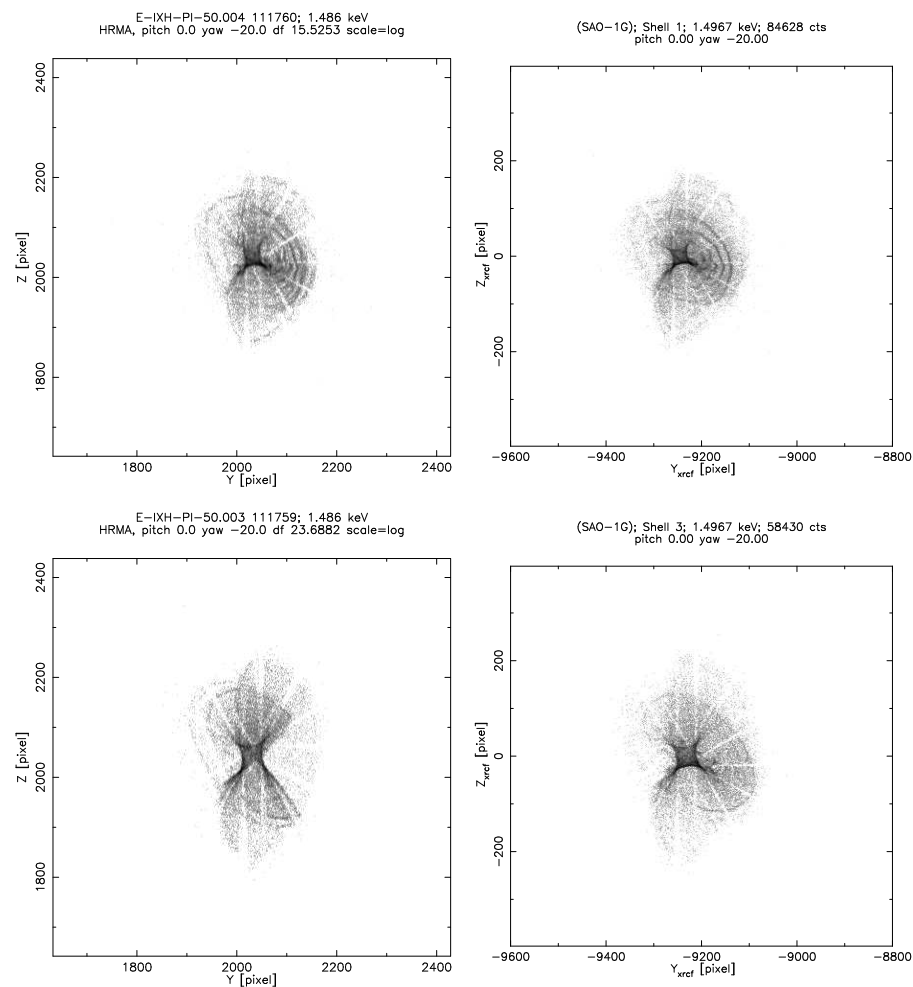 E-IXH-PI-50.004 111760; 1.486 keV
HRMA, pitch 0.0 yaw -20.0 df 15.5253 scale=log
2400
2200
2000
1800
Z [pixel]
1800 2000 2200 2400
Y [pixel]
(SAO-1G); Shell 1; 1.4967 keV; 84628 cts
pitch 0.00 yaw -20.00
200
0
-200
Zxrcf [pixel]
-9600 -9400 -9200 -9000 -8800
Yxrcf [pixel]
E-IXH-PI-50.003 111759; 1.486 keV
HRMA, pitch 0.0 yaw -20.0 df 23.6882 scale=log
2400
2200
2000
1800
Z [pixel]
1800 2000 2200 2400
Y [pixel]
(SAO-1G); Shell 3; 1.4967 keV; 58430 cts
pitch 0.00 yaw -20.00
200
0
-200
Zxrcf [pixel]
-9600 -9400 -9200 -9000 -8800
Yxrcf [pixel]